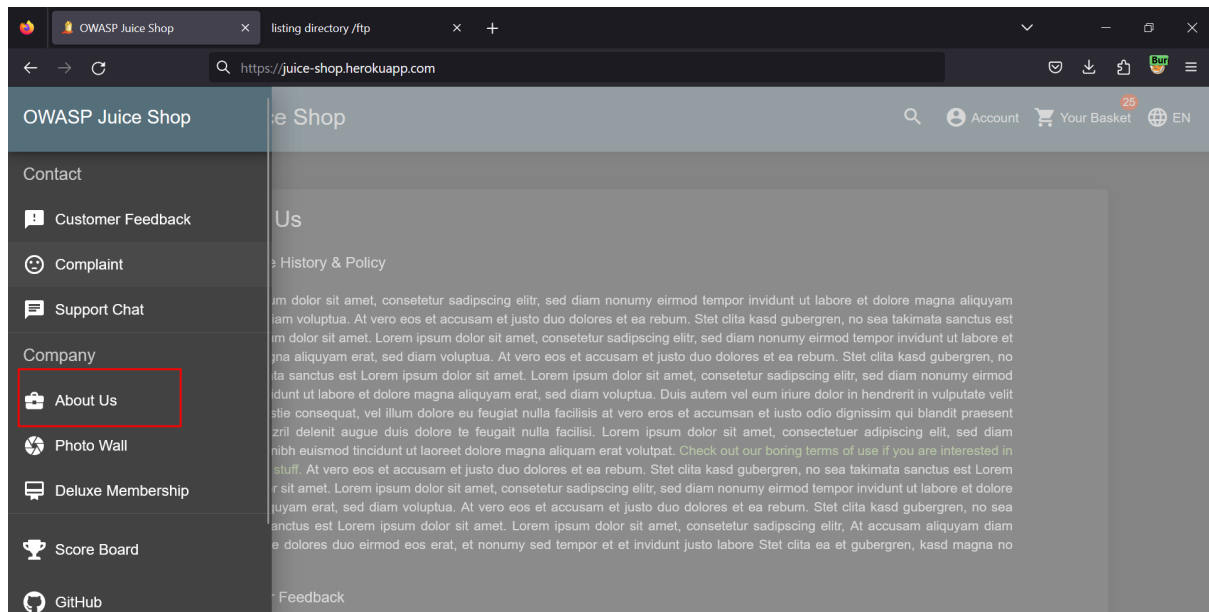 OWASP Juice Shop
listing directory /ftp
https://juice-shop.herokuapp.com
Bur
OWASP Juice Shop
e Shop
Account
Your Basket
25
EN
Contact
Customer Feedback
Complaint
Support Chat
Company
About Us
Photo Wall
Deluxe Membership
Score Board
GitHub
Us
History & Policy
um dolor sit amet, consetetur sadipscing elitr, sed diam nonumy eirmod tempor invidunt ut labore et dolore magna aliquyam
iam voluptua. At vero eos et accusam et justo duo dolores et ea rebum. Stet clita kasd gubergren, no sea takimata sanctus est
m dolor sit amet. Lorem ipsum dolor sit amet, consetetur sadipscing elitr, sed diam nonumy eirmod tempor invidunt ut labore et
gna aliquyam erat, sed diam voluptua. At vero eos et accusam et justo duo dolores et ea rebum. Stet clita kasd gubergren, no
ta sanctus est Lorem ipsum dolor sit amet. Lorem ipsum dolor sit amet, consetetur sadipscing elitr, sed diam nonumy eirmod
idunt ut labore et dolore magna aliquyam erat, sed diam voluptua. Duis autem vel eum iriure dolor in hendrerit in vulputate velit
stie consequat, vel illum dolore eu feugiat nulla facilisis at vero eros et accumsan et iusto odio dignissim qui blandit praesent
zril delenit augue duis dolore te feugait nulla facilisi. Lorem ipsum dolor sit amet, consectetuer adipiscing elit, sed diam
nibh euismod tincidunt ut laoreet dolore magna aliquam erat volutpat. Check out our boring terms of use if you are interested in
stuff. At vero eos et accusam et justo duo dolores et ea rebum. Stet clita kasd gubergren, no sea takimata sanctus est Lorem
r sit amet. Lorem ipsum dolor sit amet, consetetur sadipscing elitr, sed diam nonumy eirmod tempor invidunt ut labore et dolore
quyam erat, sed diam voluptua. At vero eos et accusam et justo duo dolores et ea rebum. Stet clita kasd gubergren, no sea
anctus est Lorem ipsum dolor sit amet. Lorem ipsum dolor sit amet, consetetur sadipscing elitr, At accusam aliquyam diam
e dolores duo eirmod eos erat, et nonumy sed tempor et et invidunt justo labore Stet clita ea et gubergren, kasd magna no
Feedback